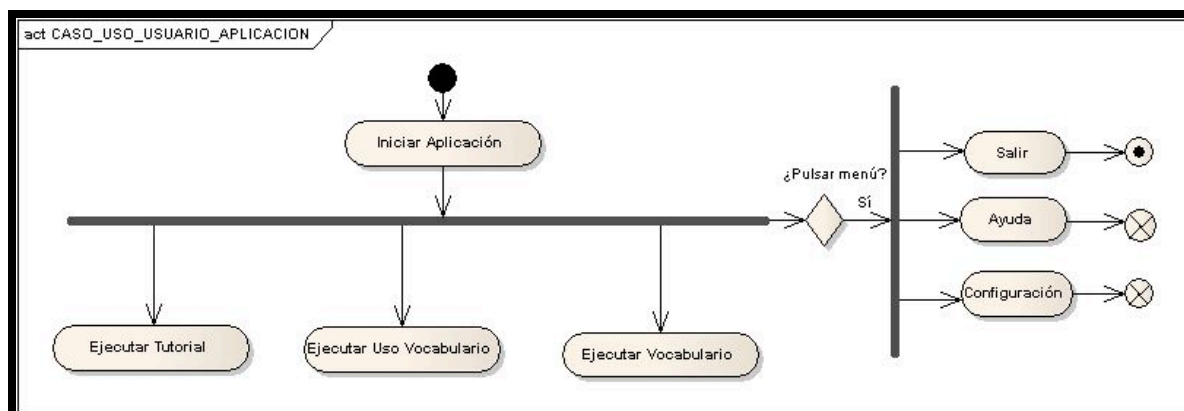 act CASO_USO_USUARIO_APLICACION
Iniciar Aplicación
¿Pulsar menú?
Sí
Salir
Ayuda
Configuración
Ejecutar Tutorial
Ejecutar Uso Vocabulario
Ejecutar Vocabulario